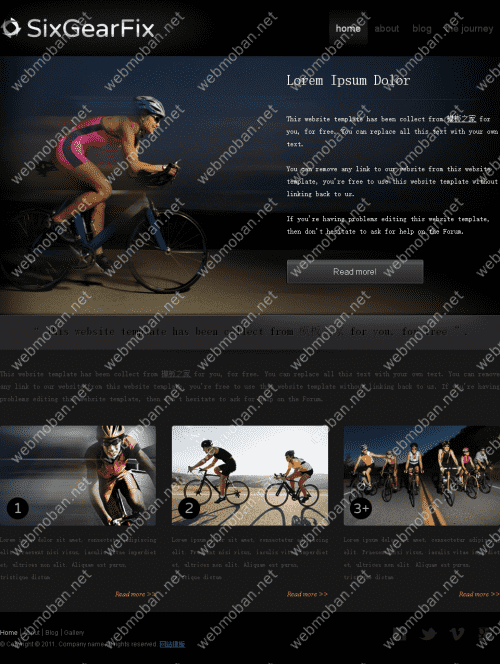 SixGearFix
home about blog the journey
Lorem Ipsum Dolor
This website template has been collect from 模板之家 for
you, for free. You can replace all this text with your own
text.
You can remove any link to our website from this website
template, you're free to use this website template without
linking back to us.
If you're having problems editing this website template,
then don't hesitate to ask for help on the Forum.
Read more!
" This website template has been collect from 模板之家 for you, for free ".
This website template has been collect from 模板之家 for you, for free. You can replace all this text with your own text. You can remove
any link to our website from this website template, you're free to use this website template without linking back to us. If you're having
problems editing this website template, then don't hesitate to ask for help on the Forum.
1
2
3+
Lorem ipsum dolor sit amet, consectetur adipiscing
elit. Praesent nisi risus, iaculis vitae imperdiet
et, ultrices non elit. Aliquam est purus,
tristique dictum
Read more >>
Lorem ipsum dolor sit amet, consectetur adipiscing
elit. Praesent nisi risus, iaculis vitae imperdiet
et, ultrices non elit. Aliquam est purus,
tristique dictum
Read more >>
Lorem ipsum dolor sit amet, consectetur adipiscing
elit. Praesent nisi risus, iaculis vitae imperdiet
et, ultrices non elit. Aliquam est purus,
tristique dictum
Read more >>
Home | About | Blog | Gallery
© Copyright © 2011. Company name All rights reserved. 网站模板
webmoban.net